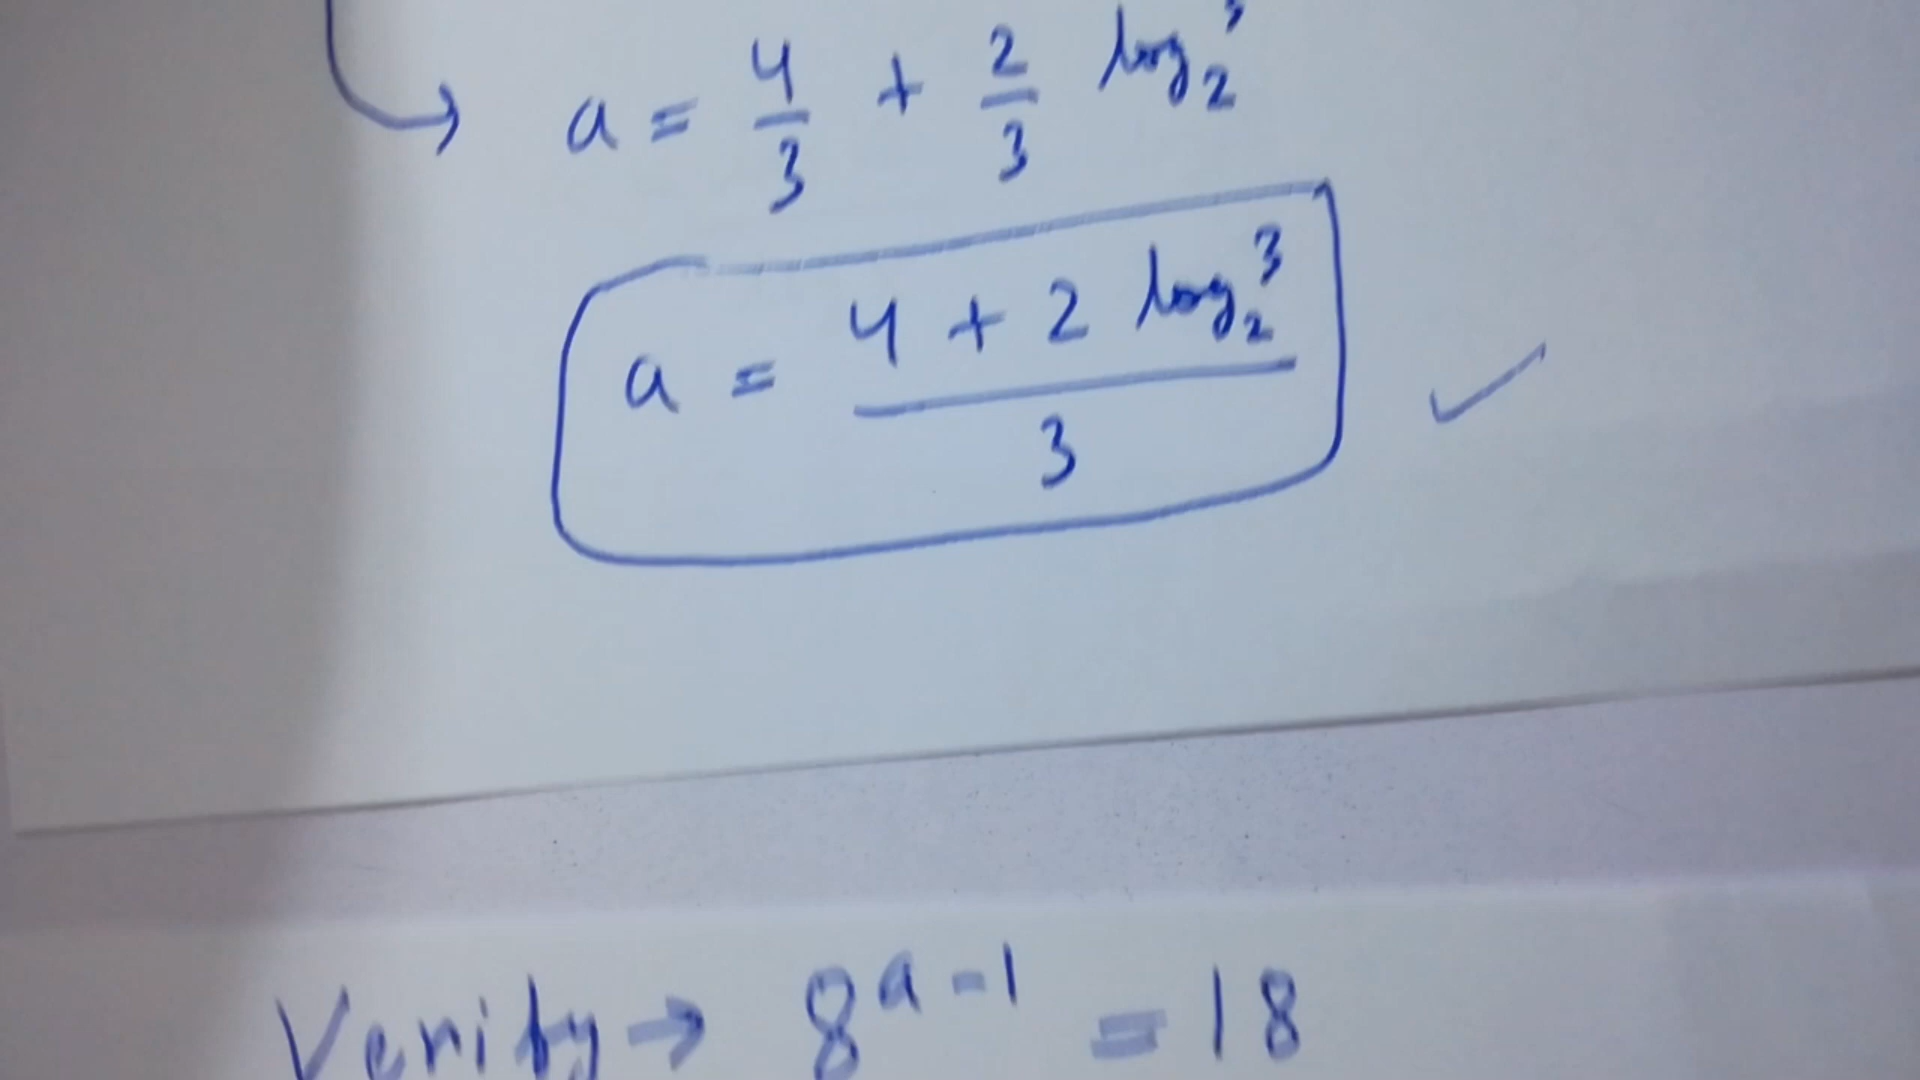 a = 4/3 + 2/3 log₂³
a = (4 + 2 log₂³)/3 ✓
Verify → 8^(a-1) = 18